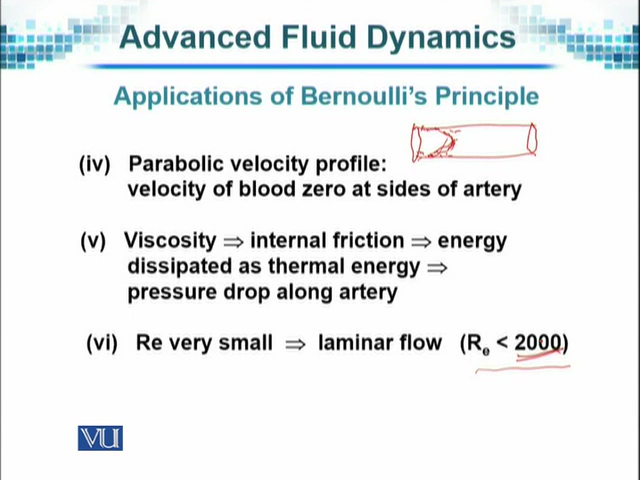 Advanced Fluid Dynamics
Applications of Bernoulli's Principle
(iv) Parabolic velocity profile:
velocity of blood zero at sides of artery
(v) Viscosity ⇒ internal friction ⇒ energy
dissipated as thermal energy ⇒
pressure drop along artery
(vi) Re very small ⇒ laminar flow (Rₑ < 2000)
VU